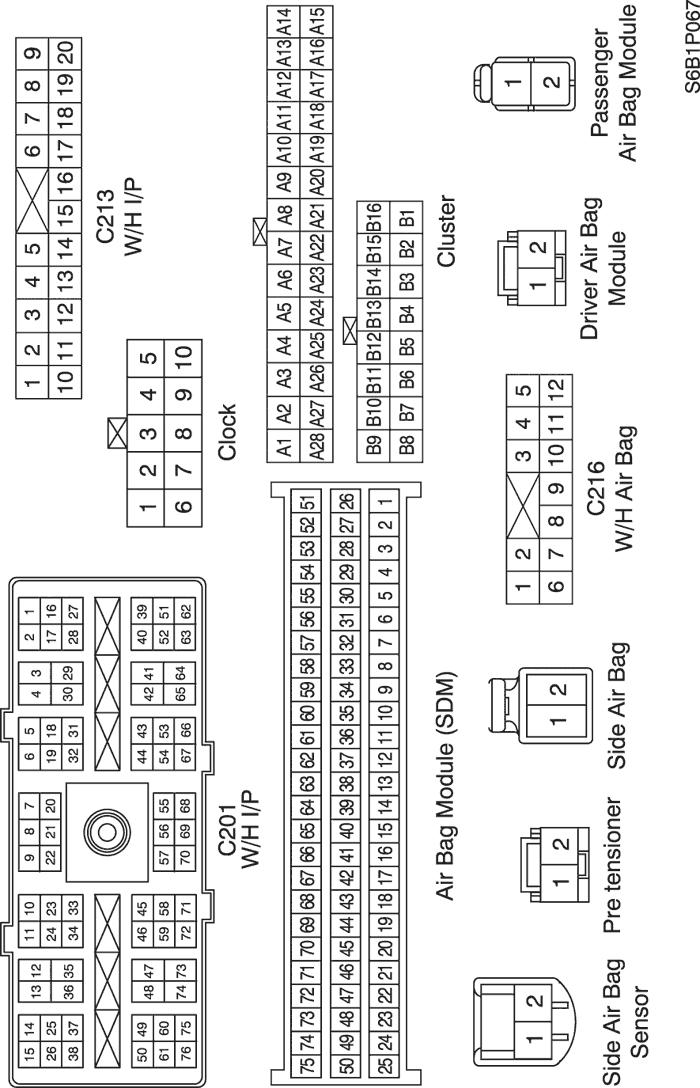 15 14 13 12 11 10 9 8 7 6 5 4 3 2 1
26 25 24 23 22 21 20 19 18 17 16
38 37 36 35 34 33 32 31 30 29 28 27
50 49 48 47 46 45 44 43 42 41 40 39
61 60 59 58 57 56 55 54 53 52 51
76 75 74 73 72 71 70 69 68 67 66 65 64 63 62
C201
W/H I/P
1 2 3 4 5 6 7 8 9
10 11 12 13 14 15 16 17 18 19 20
C213
W/H I/P
1 2 3 4 5
6 7 8 9 10
Clock
75 74 73 72 71 70 69 68 67 66 65 64 63 62 61 60 59 58 57 56 55 54 53 52 51
50 49 48 47 46 45 44 43 42 41 40 39 38 37 36 35 34 33 32 31 30 29 28 27 26
25 24 23 22 21 20 19 18 17 16 15 14 13 12 11 10 9 8 7 6 5 4 3 2 1
Air Bag Module (SDM)
A1 A2 A3 A4 A5 A6 A7 A8 A9 A10 A11 A12 A13 A14
A28 A27 A26 A25 A24 A23 A22 A21 A20 A19 A18 A17 A16 A15
B9 B10 B11 B12 B13 B14 B15 B16
B8 B7 B6 B5 B4 B3 B2 B1
Cluster
1 2
Side Air Bag
Sensor
1 2
Pre tensioner
1 2
Side Air Bag
1 2 3 4 5
6 7 8 9 10 11 12
C216
W/H Air Bag
1 2
Driver Air Bag
Module
1
2
Passenger
Air Bag Module
S6B1P067